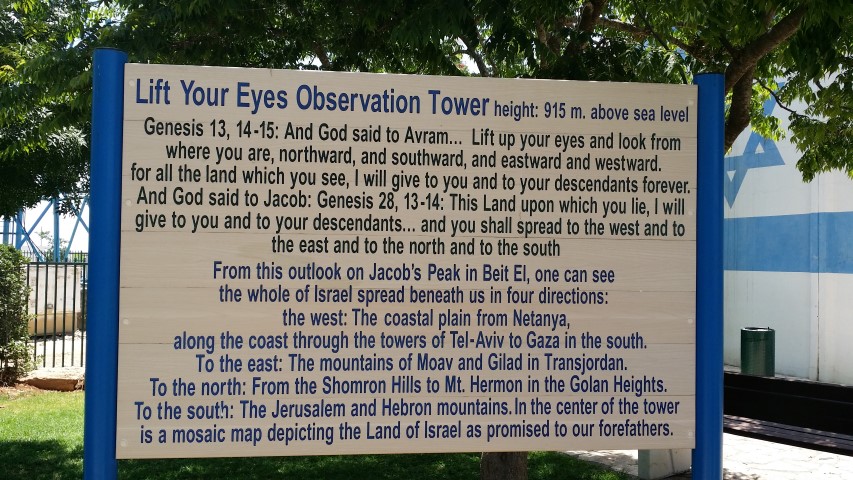 Lift Your Eyes Observation Tower height: 915 m. above sea level
Genesis 13, 14-15: And God said to Avram... Lift up your eyes and look from
where you are, northward, and southward, and eastward and westward.
for all the land which you see, I will give to you and to your descendants forever.
And God said to Jacob: Genesis 28, 13-14: This Land upon which you lie, I will
give to you and to your descendants... and you shall spread to the west and to
the east and to the north and to the south
From this outlook on Jacob's Peak in Beit El, one can see
the whole of Israel spread beneath us in four directions:
the west: The coastal plain from Netanya,
along the coast through the towers of Tel-Aviv to Gaza in the south.
To the east: The mountains of Moav and Gilad in Transjordan.
To the north: From the Shomron Hills to Mt. Hermon in the Golan Heights.
To the south: The Jerusalem and Hebron mountains. In the center of the tower
is a mosaic map depicting the Land of Israel as promised to our forefathers.